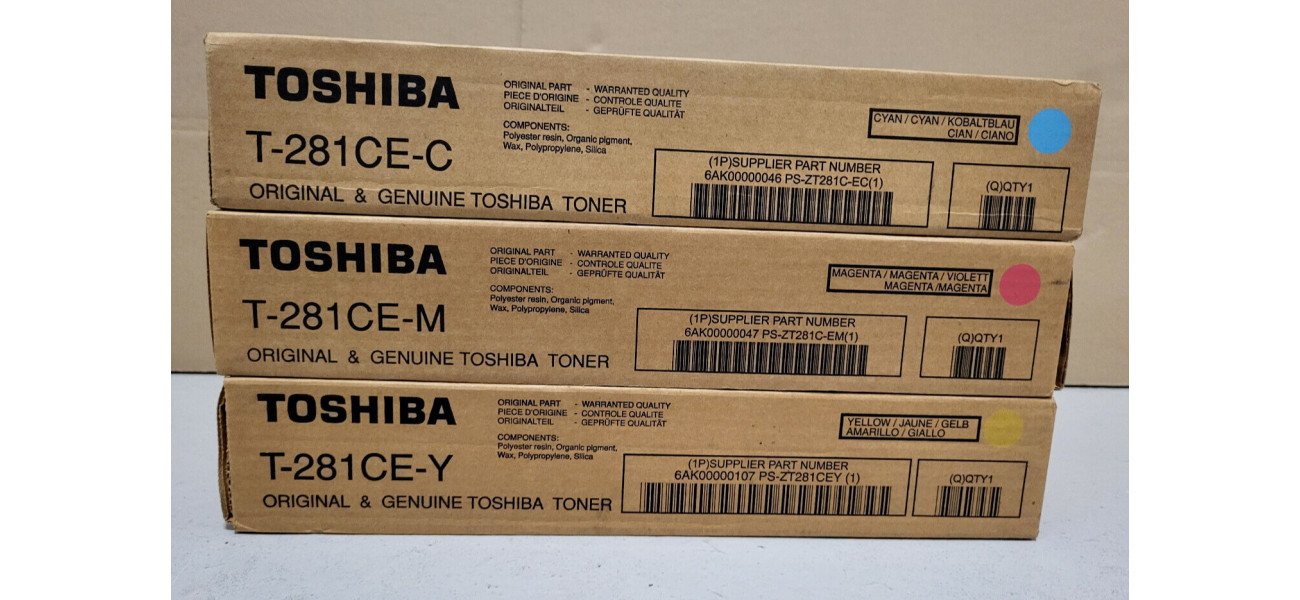 TOSHIBA
T-281CE-C
ORIGINAL & GENUINE TOSHIBA TONER
ORIGINAL PART - WARRANTED QUALITY
PIECE D'ORIGINE - CONTROLE QUALITE
ORIGINALTEIL - GEPRÜFTE QUALITÄT
COMPONENTS:
Polyester resin, Organic pigment,
Wax, Polypropylene, Silica
CYAN / CYAN / KOBALTBLAU
CIAN / CIANO
(1P)SUPPLIER PART NUMBER
6AK00000046 PS-ZT281C-EC(1)
(Q)QTY1
TOSHIBA
T-281CE-M
ORIGINAL & GENUINE TOSHIBA TONER
ORIGINAL PART - WARRANTED QUALITY
PIECE D'ORIGINE - CONTROLE QUALITE
ORIGINALTEIL - GEPRÜFTE QUALITÄT
COMPONENTS:
Polyester resin, Organic pigment,
Wax, Polypropylene, Silica
MAGENTA / MAGENTA / VIOLETT
MAGENTA /MAGENTA
(1P)SUPPLIER PART NUMBER
6AK00000047 PS-ZT281C-EM(1)
(Q)QTY1
TOSHIBA
T-281CE-Y
ORIGINAL & GENUINE TOSHIBA TONER
ORIGINAL PART - WARRANTED QUALITY
PIECE D'ORIGINE - CONTROLE QUALITE
ORIGINALTEIL - GEPRÜFTE QUALITÄT
COMPONENTS:
Polyester resin, Organic pigment,
Wax, Polypropylene, Silica
YELLOW / JAUNE / GELB
AMARILLO / GIALLO
(1P)SUPPLIER PART NUMBER
6AK00000107 PS-ZT281CEY (1)
(Q)QTY1